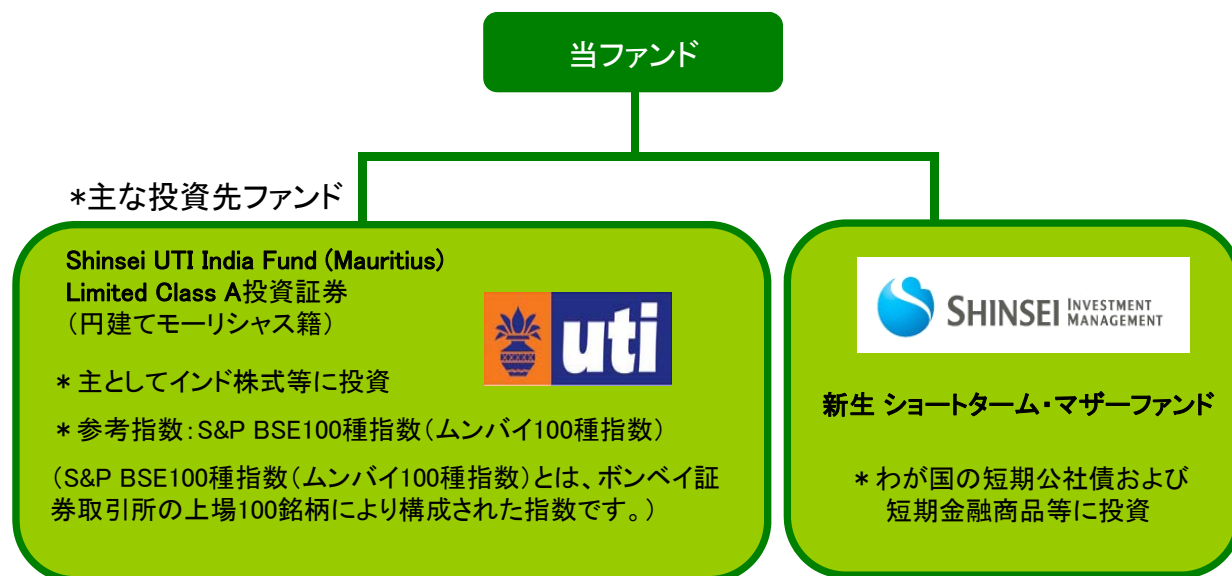 当ファンド
*主な投資先ファンド
Shinsei UTI India Fund (Mauritius)
Limited Class A投資証券
（円建てモーリシャス籍）
uti
* 主としてインド株式等に投資
* 参考指数：S&P BSE100種指数（ムンバイ100種指数）
（S&P BSE100種指数（ムンバイ100種指数）とは、ボンベイ証
券取引所の上場100銘柄により構成された指数です。）
SHINSEI INVESTMENT
MANAGEMENT
新生 ショートターム・マザーファンド
* わが国の短期公社債および
短期金融商品等に投資